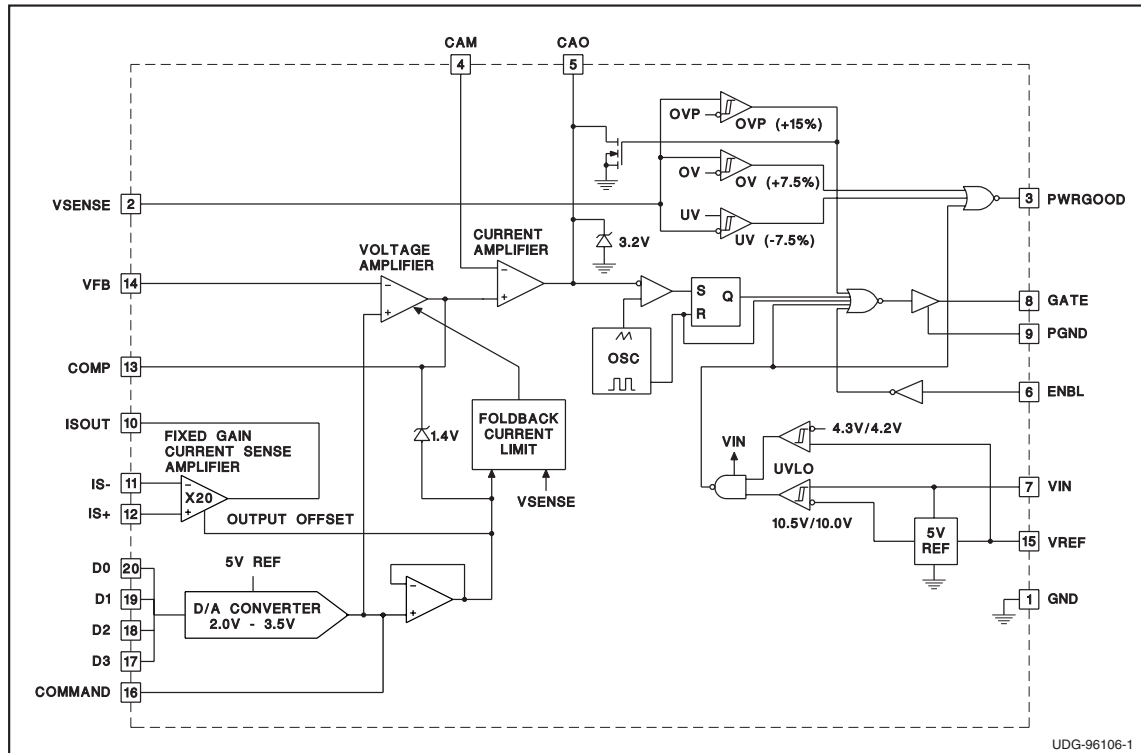 CAM
4
CAO
5
OVP
OVP (+15%)
OV
OV (+7.5%)
UV
UV (-7.5%)
VSENSE
2
3
PWRGOOD
CURRENT
AMPLIFIER
3.2V
VOLTAGE
AMPLIFIER
VFB
14
-
+
-
+
S
Q
R
8
GATE
9
PGND
OSC
COMP
13
6
ENBL
ISOUT
10
FIXED GAIN
CURRENT SENSE
AMPLIFIER
1.4V
FOLDBACK
CURRENT
LIMIT
VSENSE
4.3V/4.2V
VIN
UVLO
10.5V/10.0V
7
VIN
IS-
11
-
X20
+
IS+
12
OUTPUT OFFSET
5V
REF
15
VREF
D0
20
D1
19
D2
18
D3
17
5V REF
D/A CONVERTER
2.0V - 3.5V
-
+
1
GND
COMMAND
16
UDG-96106-1